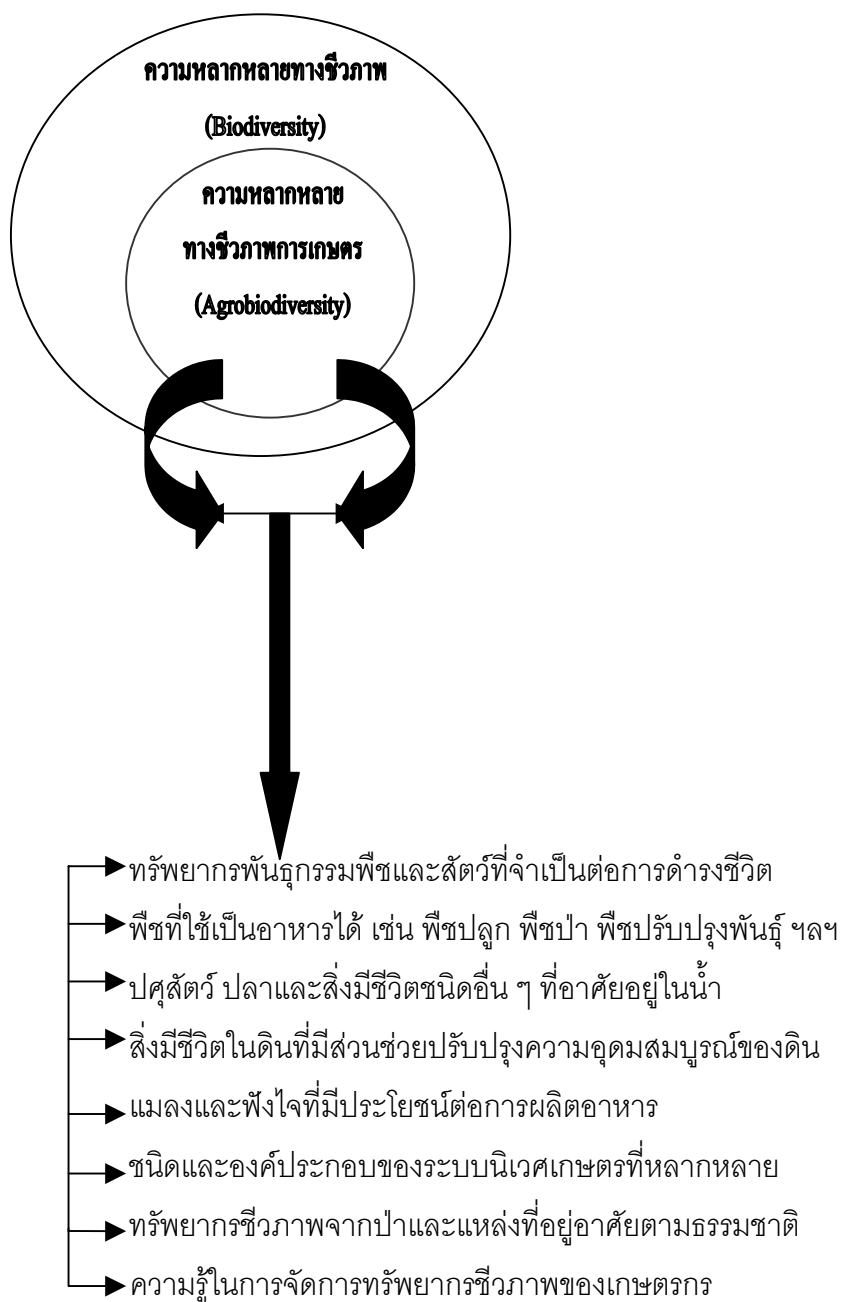 ความหลากหลายทางชีวภาพ
(Biodiversity)
ความหลากหลาย
ทางชีวภาพการเกษตร
(Agrobiodiversity)
ทรัพยากรพันธุกรรมพืชและสัตว์ที่จำเป็นต่อการดำรงชีวิต
พืชที่ใช้เป็นอาหารได้ เช่น พืชปลูก พืชป่า พืชปรับปรุงพันธุ์ ฯลฯ
ปศุสัตว์ ปลาและสิ่งมีชีวิตชนิดอื่น ๆ ที่อาศัยอยู่ในน้ำ
สิ่งมีชีวิตในดินที่มีส่วนช่วยปรับปรุงความอุดมสมบูรณ์ของดิน
แมลงและฟังไจที่มีประโยชน์ต่อการผลิตอาหาร
ชนิดและองค์ประกอบของระบบนิเวศเกษตรที่หลากหลาย
ทรัพยากรชีวภาพจากป่าและแหล่งที่อยู่อาศัยตามธรรมชาติ
ความรู้ในการจัดการทรัพยากรชีวภาพของเกษตรกร